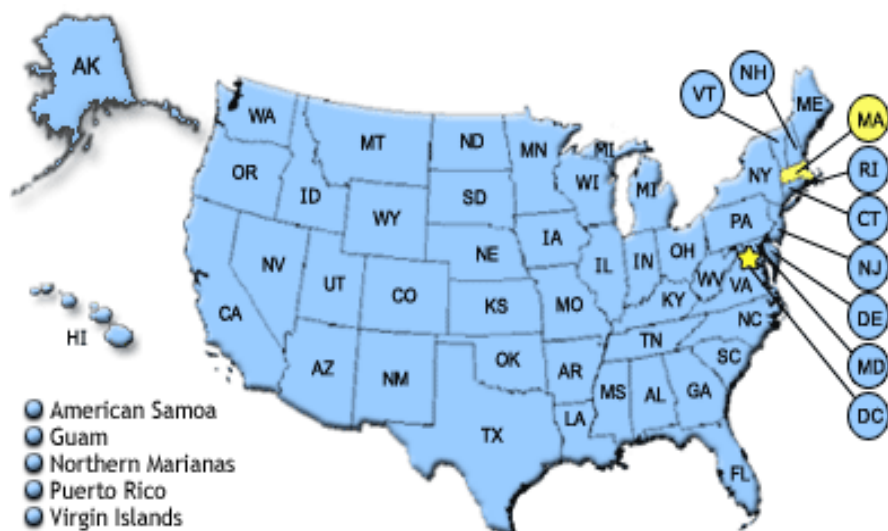 AK
WA
MT
ND
MN
MI
VT
NH
ME
MA
OR
ID
WY
SD
WI
MI
NY
RI
CT
NV
UT
CO
NE
IA
IL
IN
OH
PA
NJ
CA
KS
MO
KY
WV
VA
DE
HI
AZ
NM
OK
AR
TN
NC
SC
MD
TX
LA
MS
AL
GA
DC
FL
American Samoa
Guam
Northern Marianas
Puerto Rico
Virgin Islands